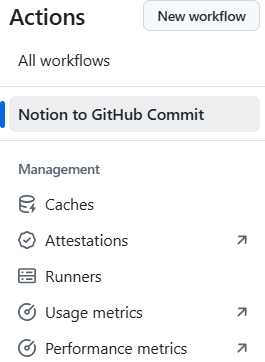 Actions
New workflow
All workflows
Notion to GitHub Commit
Management
Caches
Attestations
Runners
Usage metrics
Performance metrics